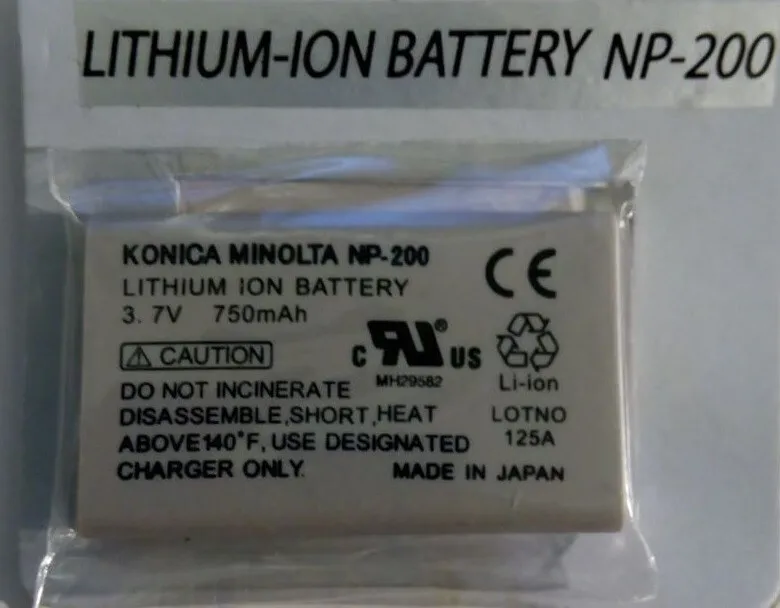 LITHIUM-ION BATTERY NP-200
KONICA MINOLTA NP-200
LITHIUM ION BATTERY
3.7V 750mAh
CE
⚠ CAUTION
C RU® US
MH29582
Li-ion
DO NOT INCINERATE
DISASSEMBLE,SHORT,HEAT
ABOVE140°F, USE DESIGNATED
CHARGER ONLY.
LOTNO
125A
MADE IN JAPAN